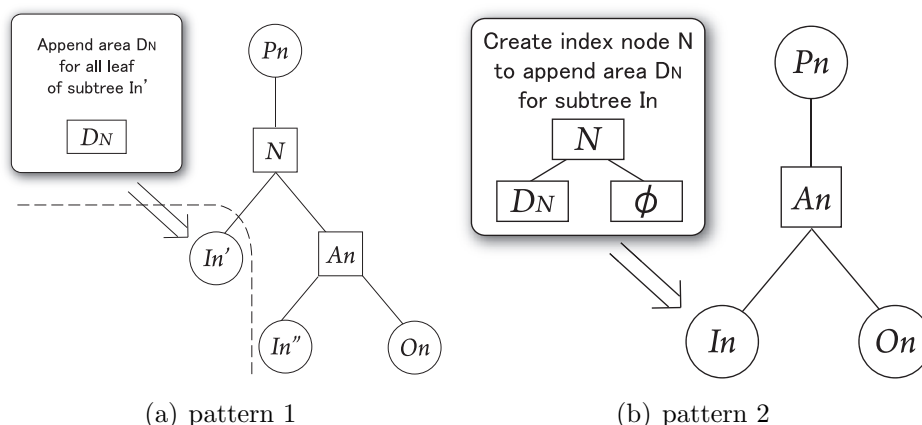 Append area DN
for all leaf
of subtree In'
DN
Pn
N
In'
An
In"
On
(a) pattern 1
Create index node N
to append area DN
for subtree In
N
DN
ϕ
Pn
An
In
On
(b) pattern 2